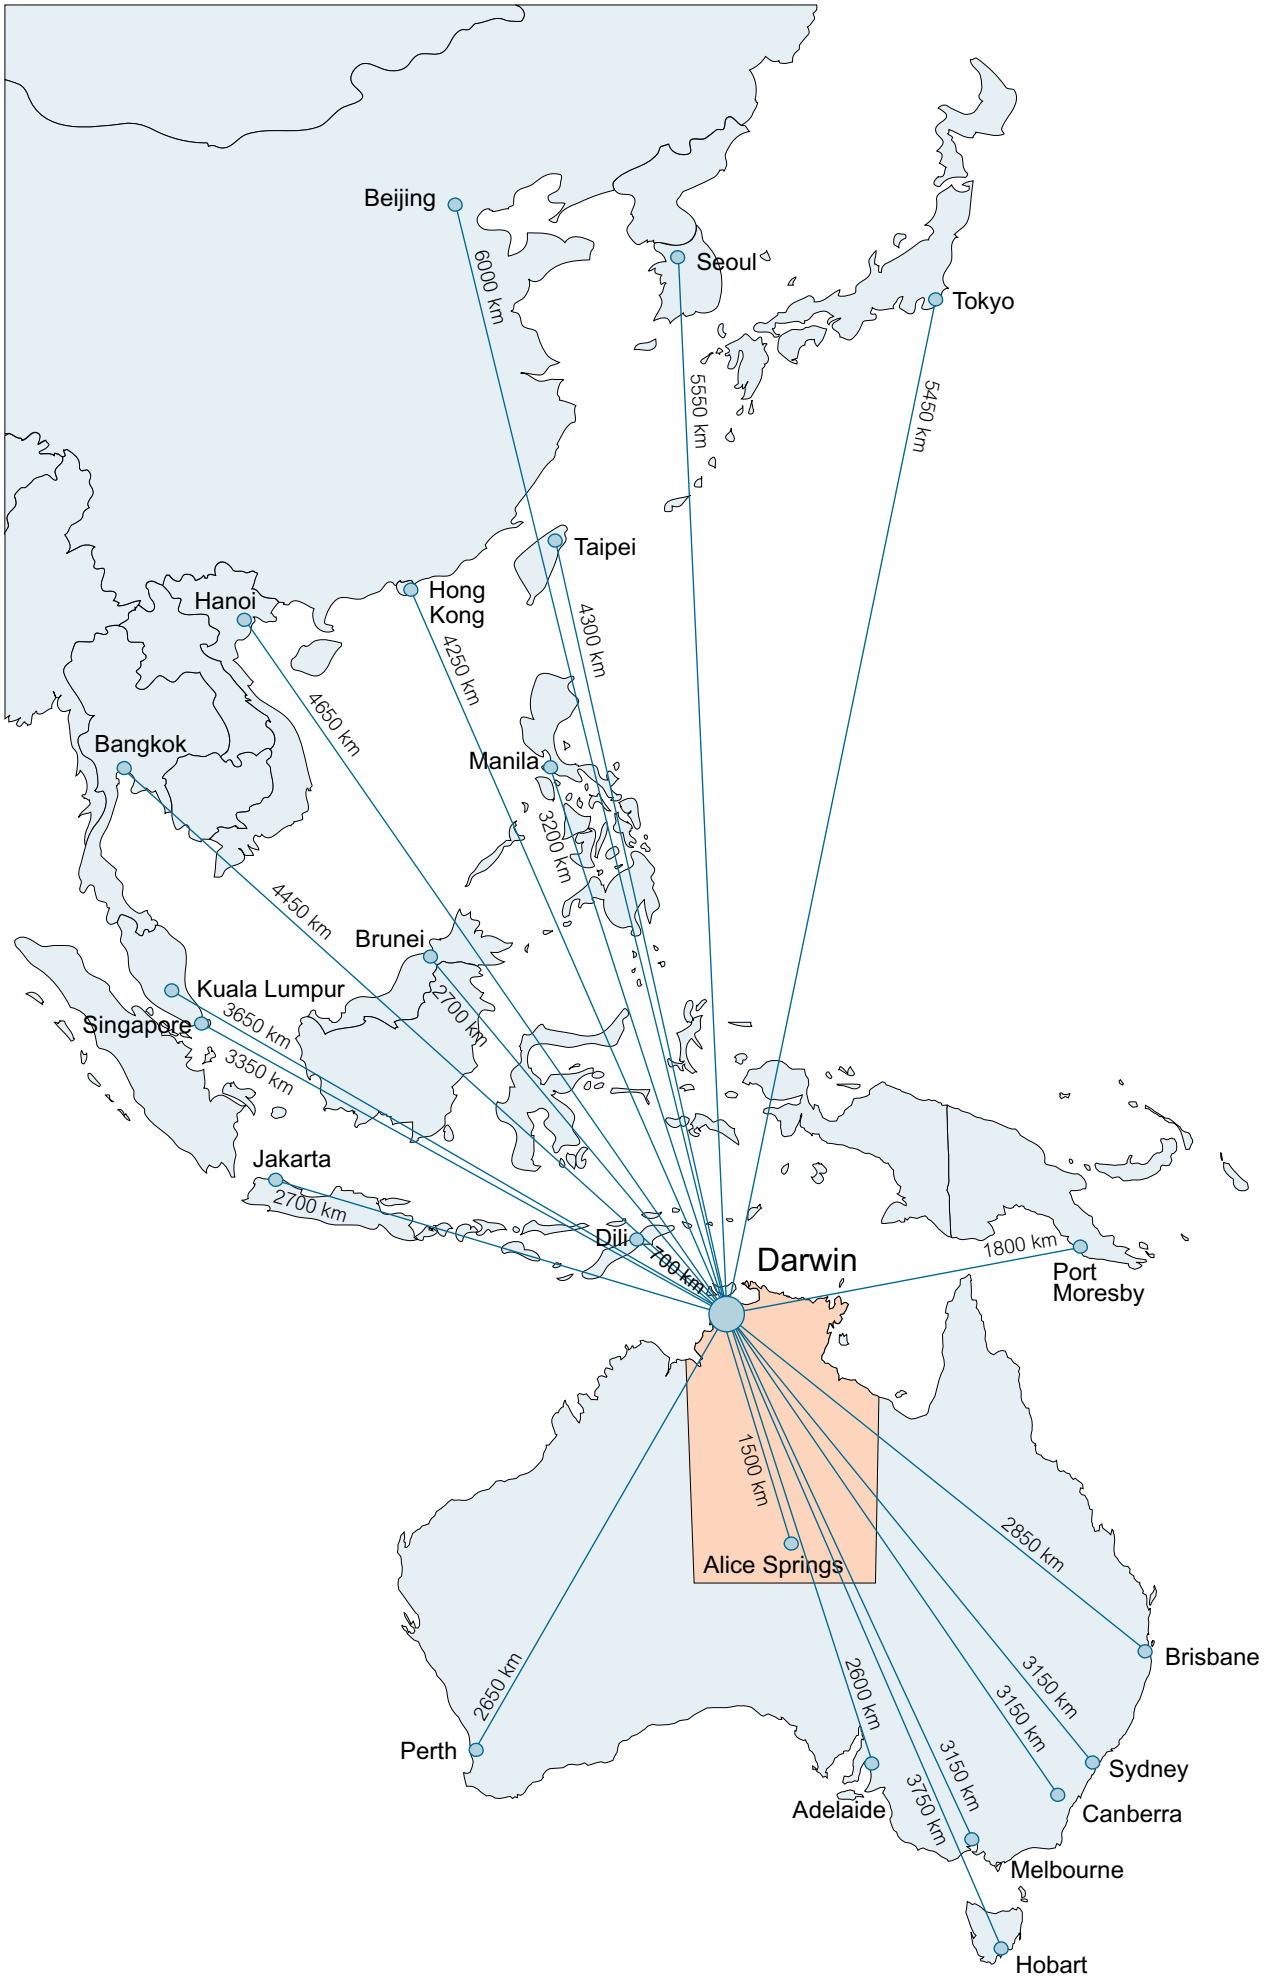 Beijing
6000 km
Seoul
Tokyo
5550 km
5450 km
Taipei
Hong
Kong
Hanoi
4300 km
4250 km
4650 km
Bangkok
Manila
3200 km
4450 km
Brunei
2700 km
Kuala Lumpur
3650 km
Singapore
3350 km
Jakarta
2700 km
Dili
700 km
Darwin
1800 km
Port
Moresby
1500 km
Alice Springs
2850 km
Brisbane
2650 km
2600 km
3150 km
3150 km
Perth
3150 km
3750 km
Sydney
Adelaide
Canberra
Melbourne
Hobart